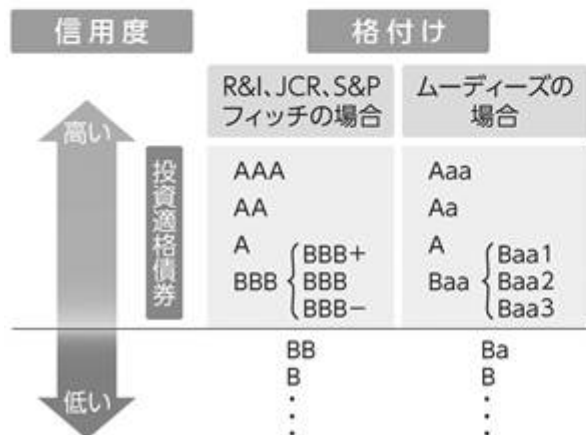 信用度
格付け
R&I、JCR、S&P
フィッチの場合
ムーディーズの
場合
高い
投資適格債券
AAA
Aaa
AA
Aa
A
A
BBB
BBB+
BBB
BBB−
Baa
Baa1
Baa2
Baa3
BB
Ba
B
B
低い